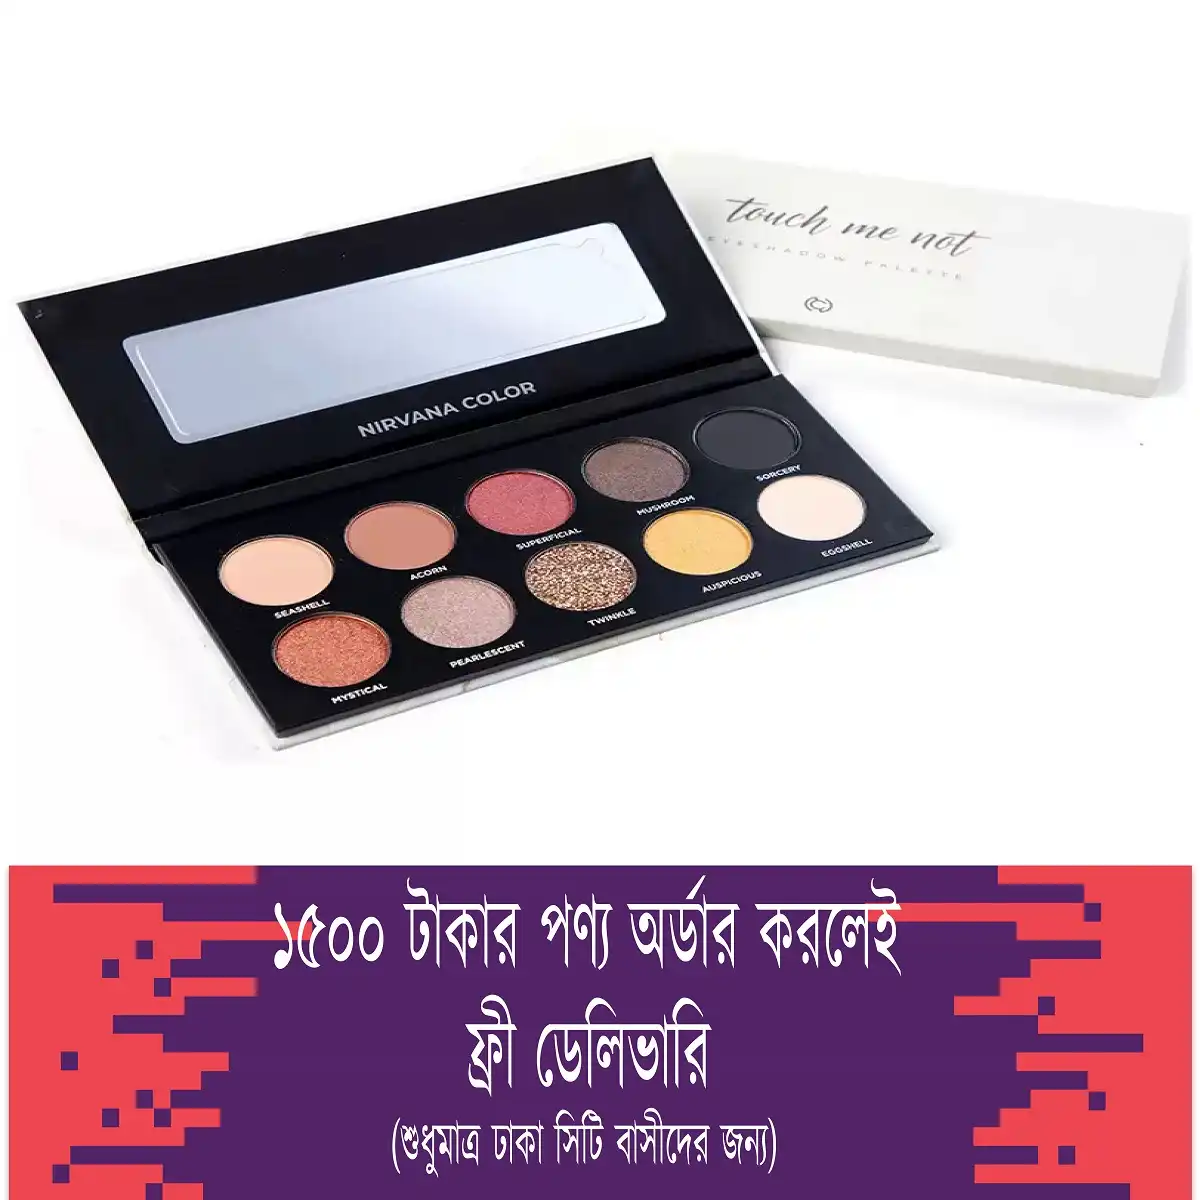 touch me not
EYESHADOW PALETTE
NIRVANA COLOR
SORCERY
MUSHROOM
SUPERFICIAL
ACORN
SEASHELL
EGGSHELL
AUSPICIOUS
TWINKLE
PEARLESCENT
MYSTICAL
১৫০০ টাকার পণ্য অর্ডার করলেই
ফ্রী ডেলিভারি
(শুধুমাত্র ঢাকা সিটি বাসীদের জন্য)